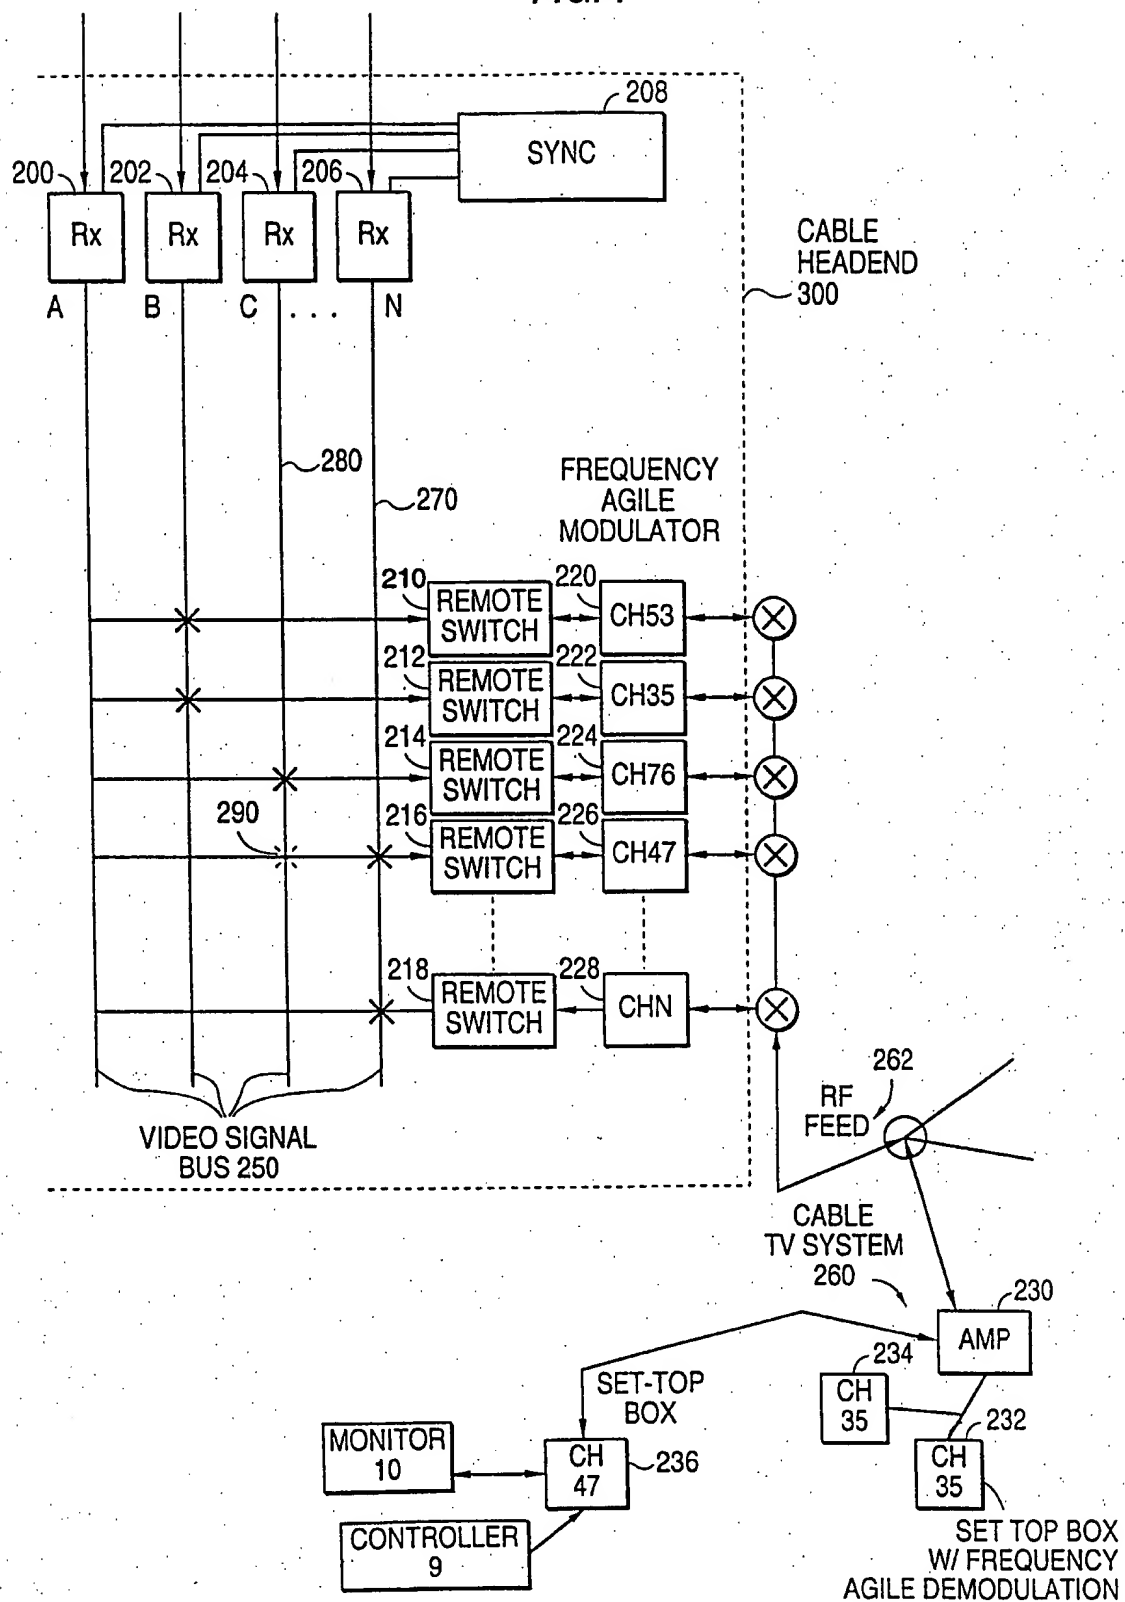 208
SYNC
200
202
204
206
Rx
Rx
Rx
Rx
A
B
C
. . .
N
CABLE
HEADEND
300
280
270
FREQUENCY
AGILE
MODULATOR
210
REMOTE
SWITCH
220
CH53
212
REMOTE
SWITCH
222
CH35
214
REMOTE
SWITCH
224
CH76
290
216
REMOTE
SWITCH
226
CH47
218
REMOTE
SWITCH
228
CHN
VIDEO SIGNAL
BUS 250
262
RF
FEED
CABLE
TV SYSTEM
260
230
AMP
234
CH
35
232
CH
35
SET-TOP
BOX
MONITOR
10
CH
47
236
CONTROLLER
9
SET TOP BOX
W/ FREQUENCY
AGILE DEMODULATION